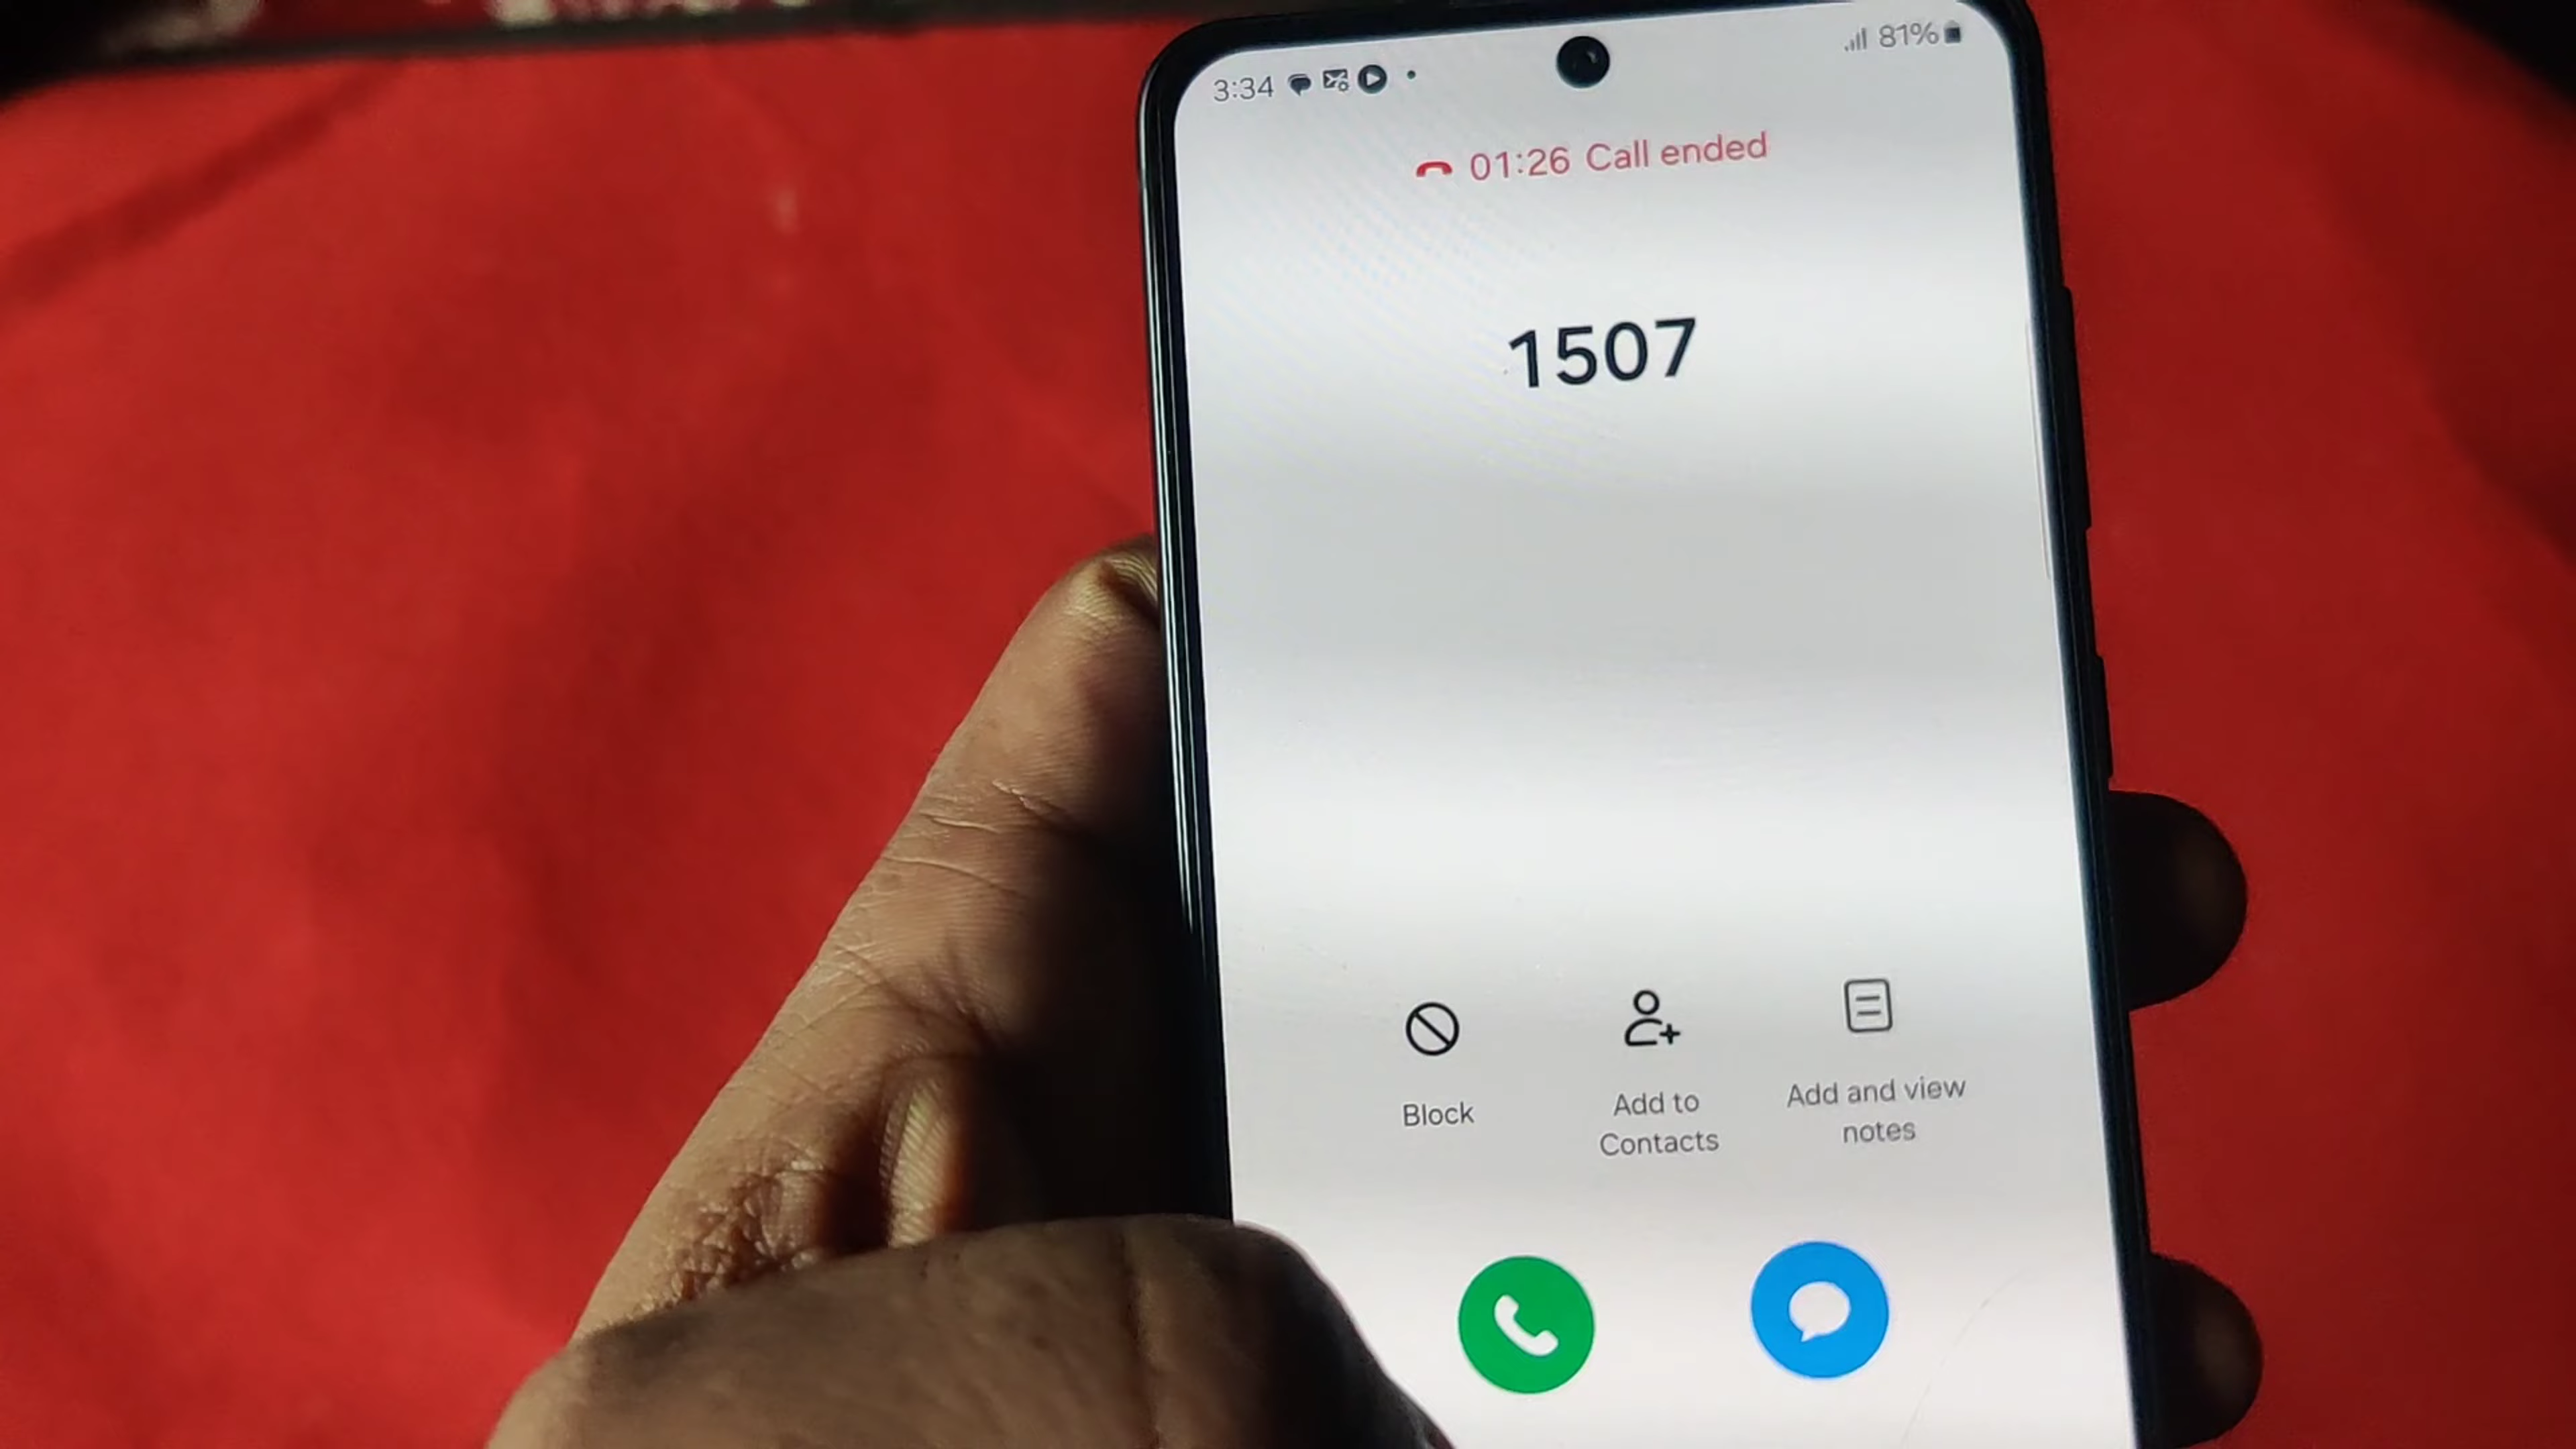 3:34
81%
01:26 Call ended
1507
Block
Add to
Contacts
Add and view
notes